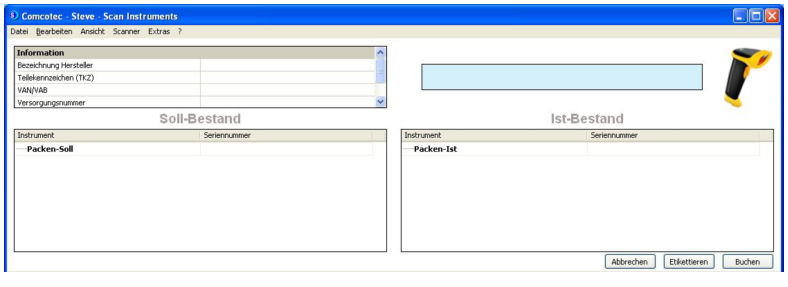 Comcotec - Steve - Scan Instruments
Datei Bearbeiten Ansicht Scanner Extras ?
Information
Bezeichnung Hersteller
Teilekennzeichen (TKZ)
VAN/VAB
Versorgungsnummer
Soll-Bestand
Instrument Seriennummer
Packen-Soll
Ist-Bestand
Instrument Seriennummer
Packen-Ist
Abbrechen Etikettieren Buchen